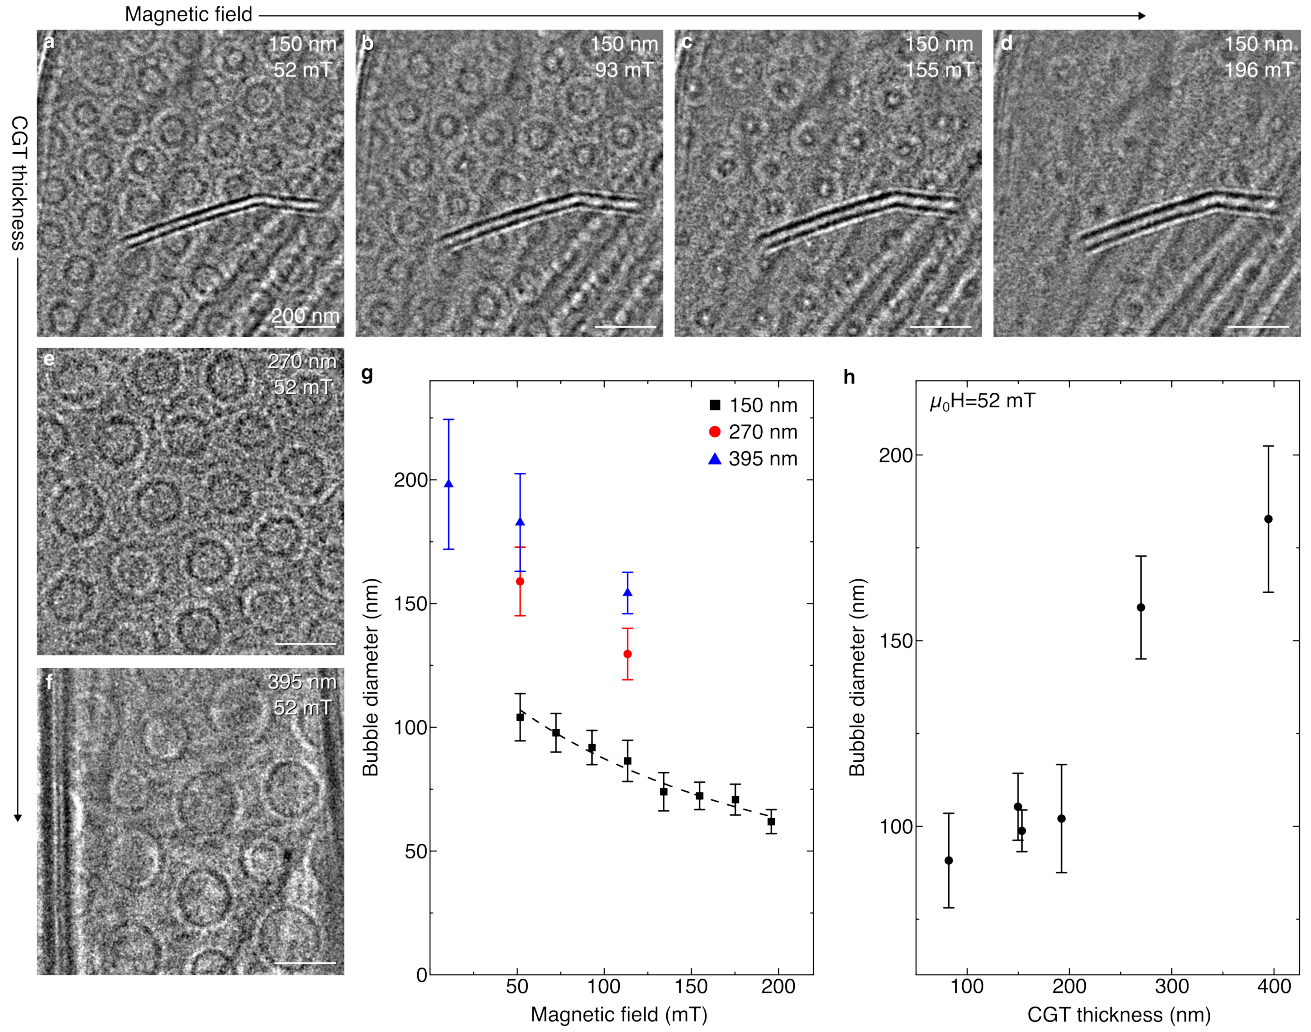 Magnetic field
CGT thickness
a
150 nm
52 mT
200 nm
b
150 nm
93 mT
c
150 nm
155 mT
d
150 nm
196 mT
e
270 nm
52 mT
f
395 nm
52 mT
g
150 nm
270 nm
395 nm
200
150
100
50
0
50
100
150
200
Bubble diameter (nm)
Magnetic field (mT)
h
μ₀H=52 mT
200
150
100
100
200
300
400
Bubble diameter (nm)
CGT thickness (nm)